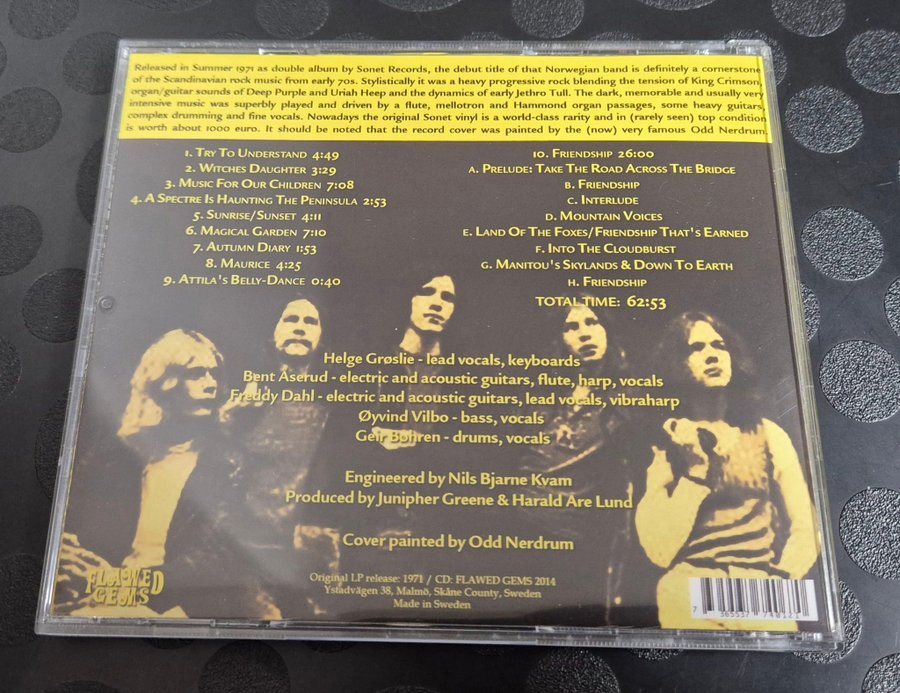 Released in Summer 1971 as double album by Sonet Records, the debut title of that Norwegian band is definitely a cornerstone
of the Scandinavian rock music from early 70s. Stylistically it was a heavy progressive rock blending the tension of King Crimson,
organ/guitar sounds of Deep Purple and Uriah Heep and the dynamics of early Jethro Tull. The dark, memorable and usually very
intensive music was superbly played and driven by a flute, mellotron and Hammond organ passages, some heavy guitars,
complex drumming and fine vocals. Nowadays the original Sonet vinyl is a world-class rarity and in (rarely seen) top condition
is worth about 1000 euro. It should be noted that the record cover was painted by the (now) very famous Odd Nerdrum.
1. Try To Understand 4:49
2. Witches Daughter 3:29
3. Music For Our Children 7:08
4. A Spectre Is Haunting The Peninsula 2:53
5. Sunrise/Sunset 4:11
6. Magical Garden 7:10
7. Autumn Diary 1:53
8. Maurice 4:25
9. Attila's Belly-Dance 0:40
10. Friendship 26:00
a. Prelude: Take The Road Across The Bridge
b. Friendship
c. Interlude
d. Mountain Voices
e. Land Of The Foxes/Friendship That's Earned
f. Into The Cloudburst
g. Manitou's Skylands & Down To Earth
h. Friendship
TOTAL TIME: 62:53
Helge Grøslie - lead vocals, keyboards
Bent Åserud - electric and acoustic guitars, flute, harp, vocals
Freddy Dahl - electric and acoustic guitars, lead vocals, vibraharp
Øyvind Vilbo - bass, vocals
Geir Bøhren - drums, vocals
Engineered by Nils Bjarne Kvam
Produced by Junipher Greene & Harald Are Lund
Cover painted by Odd Nerdrum
FLAWED
GEMS
Original LP release: 1971 / CD: FLAWED GEMS 2014
Ystadvägen 38, Malmö, Skåne County, Sweden
Made in Sweden